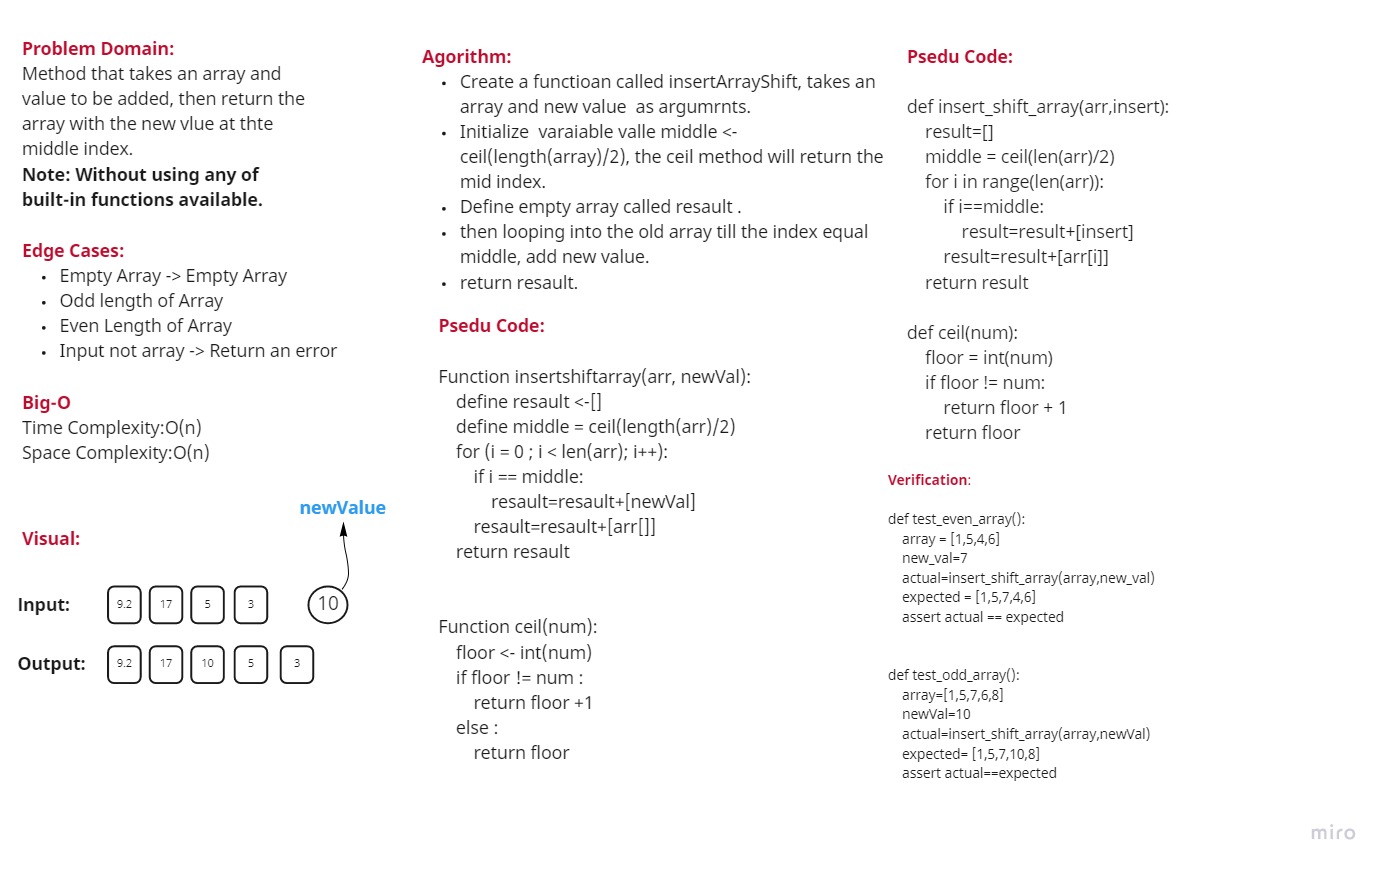 Problem Domain:
Method that takes an array and
value to be added, then return the
array with the new vlue at thte
middle index.
Note: Without using any of
built-in functions available.
Edge Cases:
• Empty Array -> Empty Array
• Odd length of Array
• Even Length of Array
• Input not array -> Return an error
Big-O
Time Complexity:O(n)
Space Complexity:O(n)
newValue
Visual:
Input: 9.2 17 5 3 10
Output: 9.2 17 10 5 3
Agorithm:
• Create a functioan called insertArrayShift, takes an
array and new value as argumrnts.
• Initialize varaiable valle middle <-
ceil(length(array)/2), the ceil method will return the
mid index.
• Define empty array called resault .
• then looping into the old array till the index equal
middle, add new value.
• return resault.
Psedu Code:
Function insertshiftarray(arr, newVal):
define resault <-[]
define middle = ceil(length(arr)/2)
for (i = 0 ; i < len(arr); i++):
if i == middle:
resault=resault+[newVal]
resault=resault+[arr[]]
return resault
Function ceil(num):
floor <- int(num)
if floor != num :
return floor +1
else :
return floor
Psedu Code:
def insert_shift_array(arr,insert):
result=[]
middle = ceil(len(arr)/2)
for i in range(len(arr)):
if i==middle:
result=result+[insert]
result=result+[arr[i]]
return result
def ceil(num):
floor = int(num)
if floor != num:
return floor + 1
return floor
Verification:
def test_even_array():
array = [1,5,4,6]
new_val=7
actual=insert_shift_array(array,new_val)
expected = [1,5,7,4,6]
assert actual == expected
def test_odd_array():
array=[1,5,7,6,8]
newVal=10
actual=insert_shift_array(array,newVal)
expected= [1,5,7,10,8]
assert actual==expected
miro